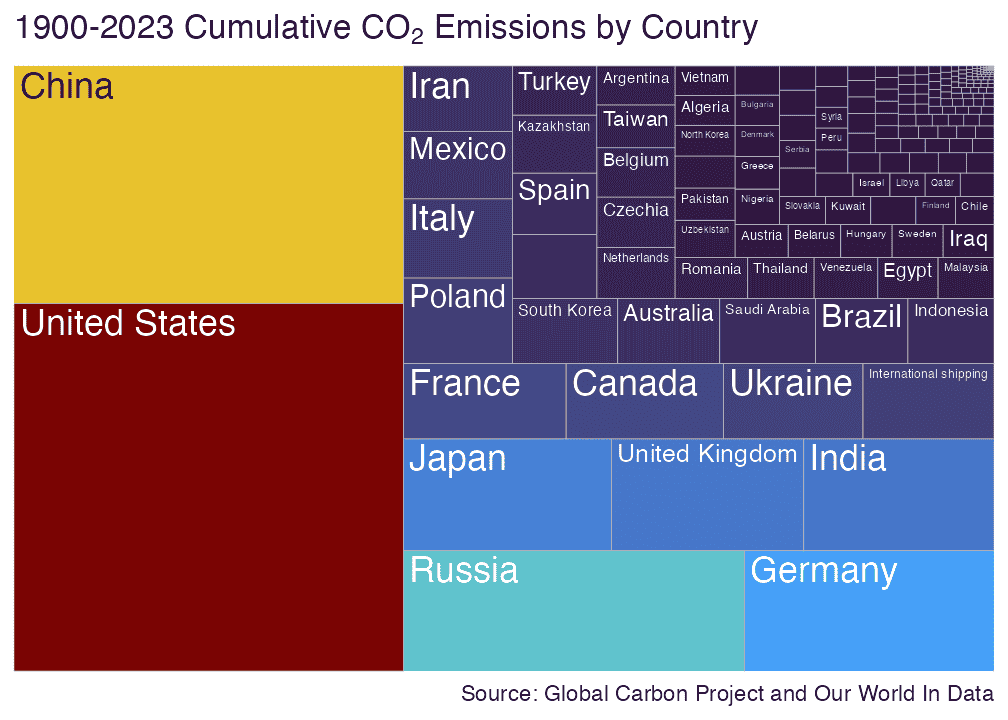 1900-2023 Cumulative CO₂ Emissions by Country
China
United States
Iran
Mexico
Italy
Poland
Turkey
Kazakhstan
Spain
Argentina
Taiwan
Belgium
Czechia
Netherlands
Vietnam
Algeria
North Korea
Pakistan
Uzbekistan
Bulgaria
Denmark
Greece
Nigeria
Serbia
Syria
Peru
Israel
Libya
Qatar
Slovakia
Kuwait
Finland
Chile
Austria
Belarus
Hungary
Sweden
Iraq
Romania
Thailand
Venezuela
Egypt
Malaysia
South Korea
Australia
Saudi Arabia
Brazil
Indonesia
France
Canada
Ukraine
International shipping
Japan
United Kingdom
India
Russia
Germany
Source: Global Carbon Project and Our World In Data